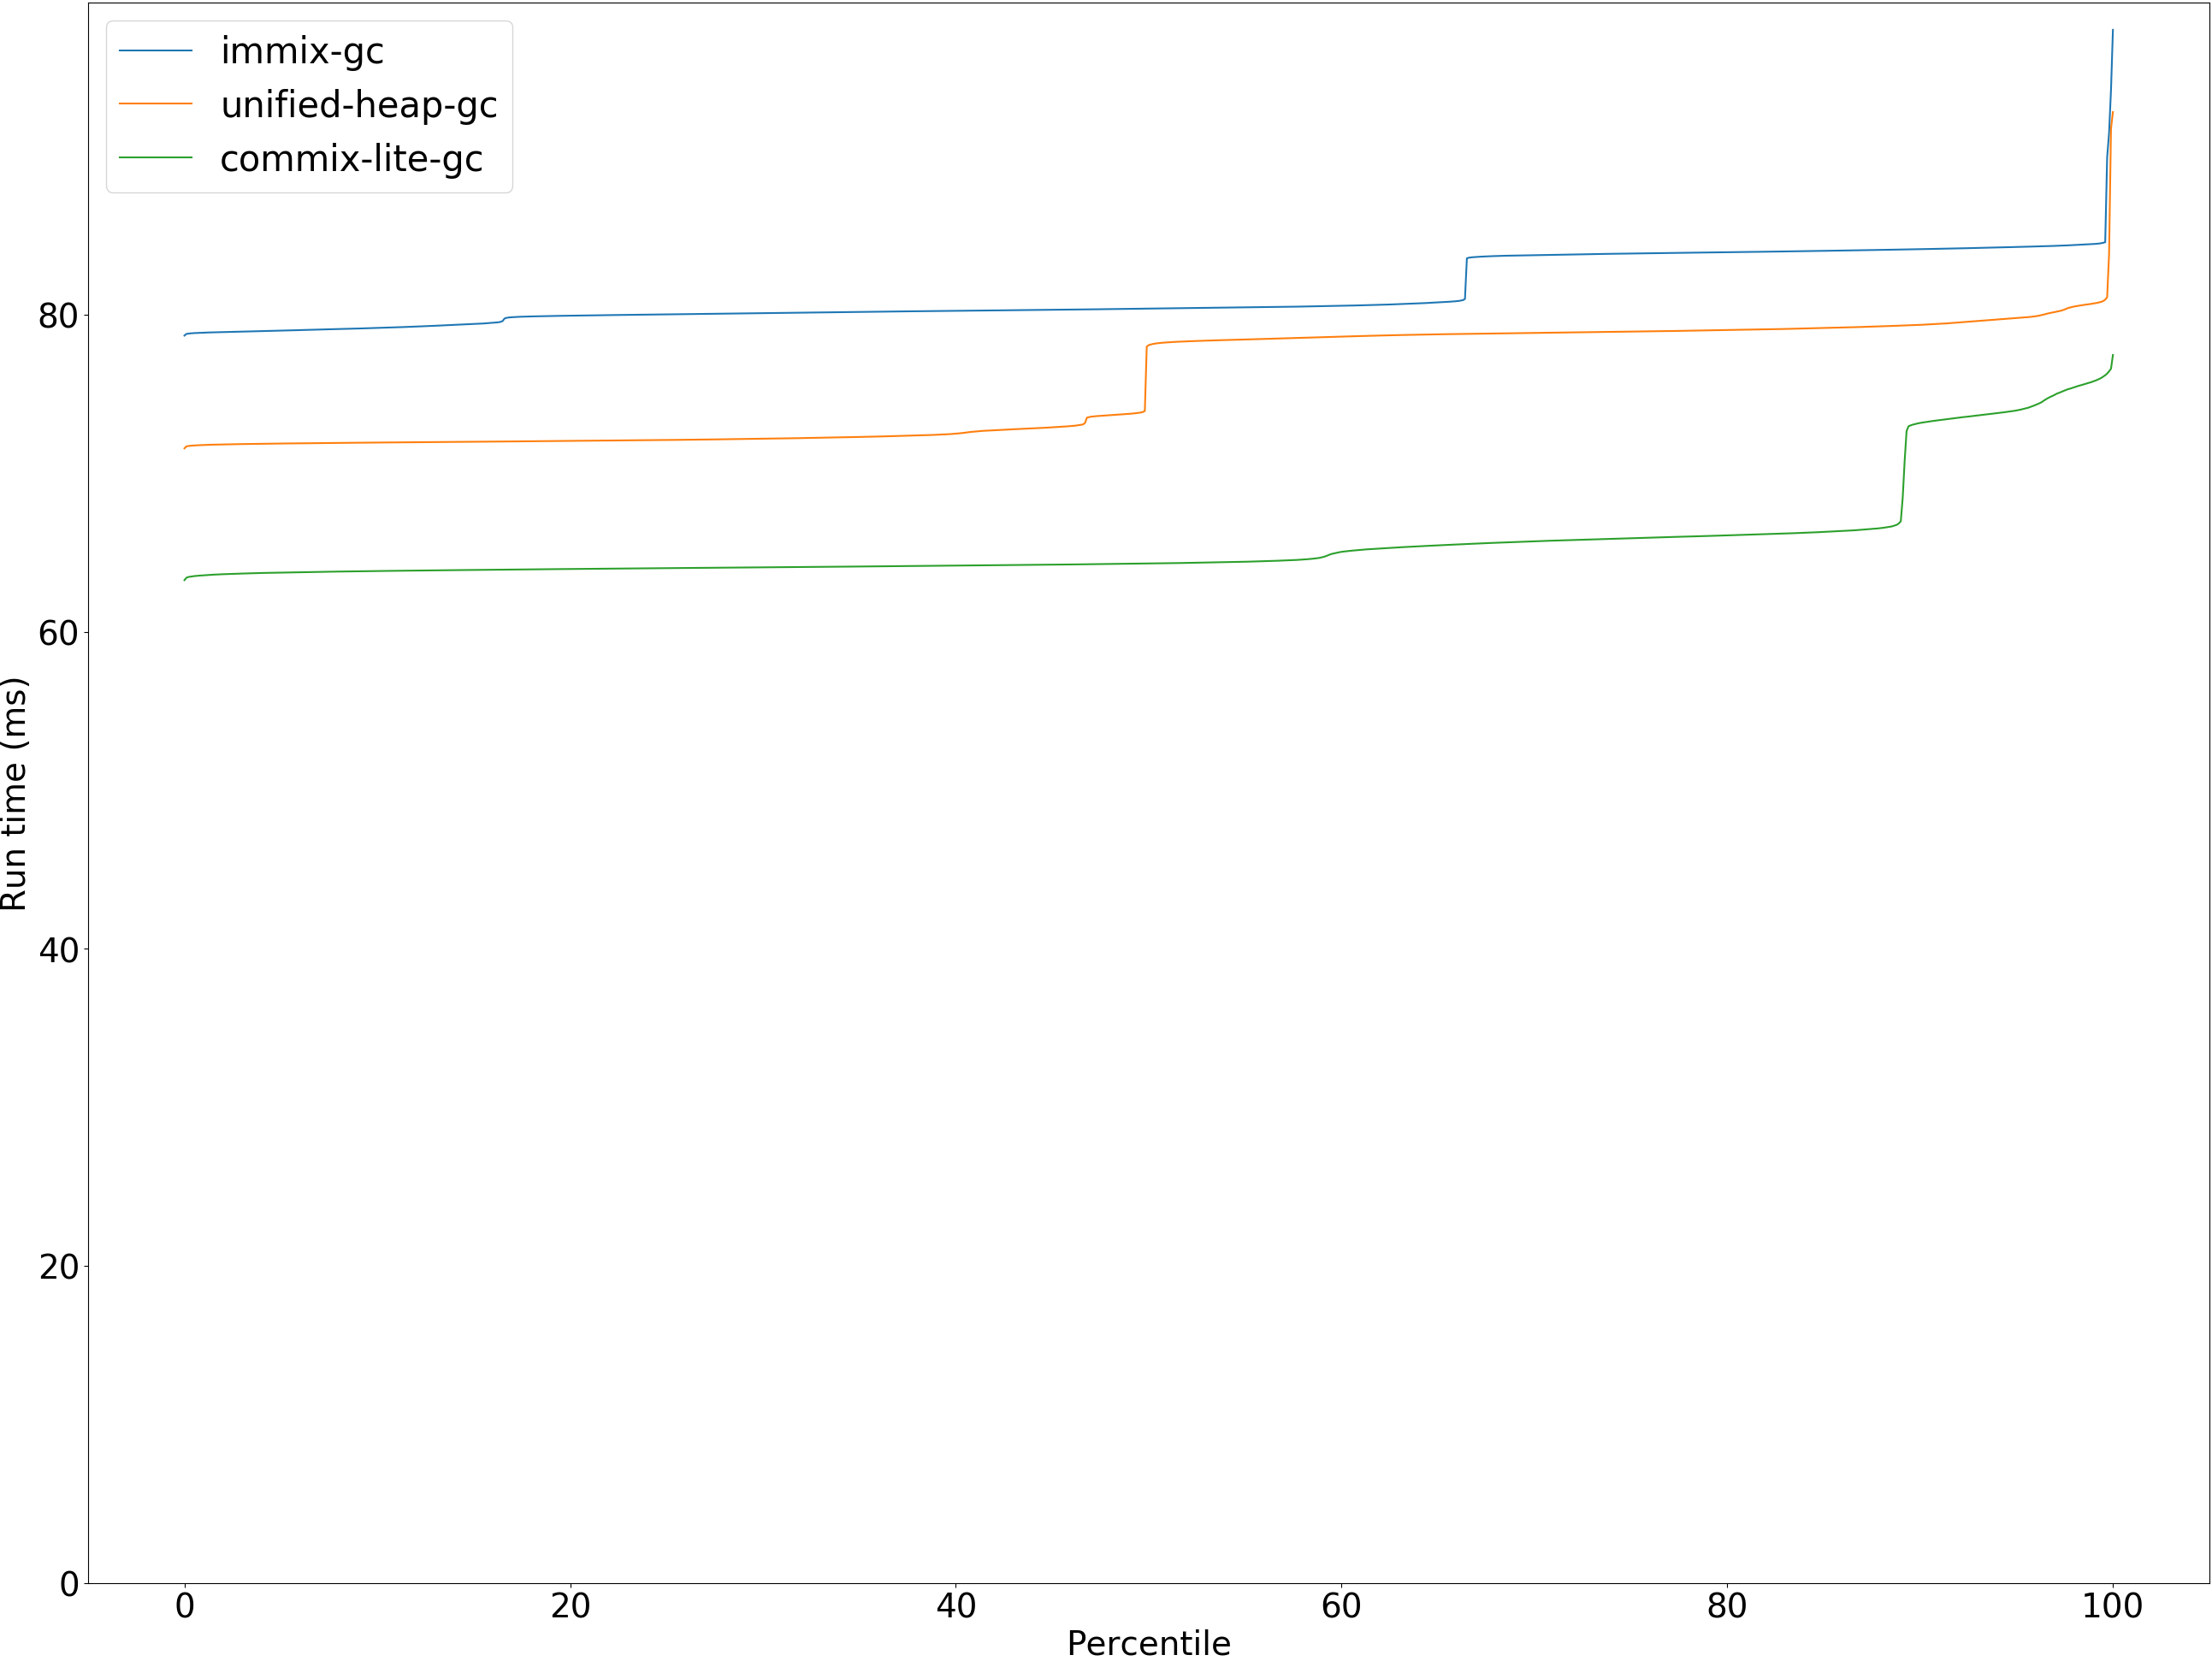 immix-gc
unified-heap-gc
commix-lite-gc
80
60
40
20
0
Run time (ms)
0 20 40 60 80 100
Percentile